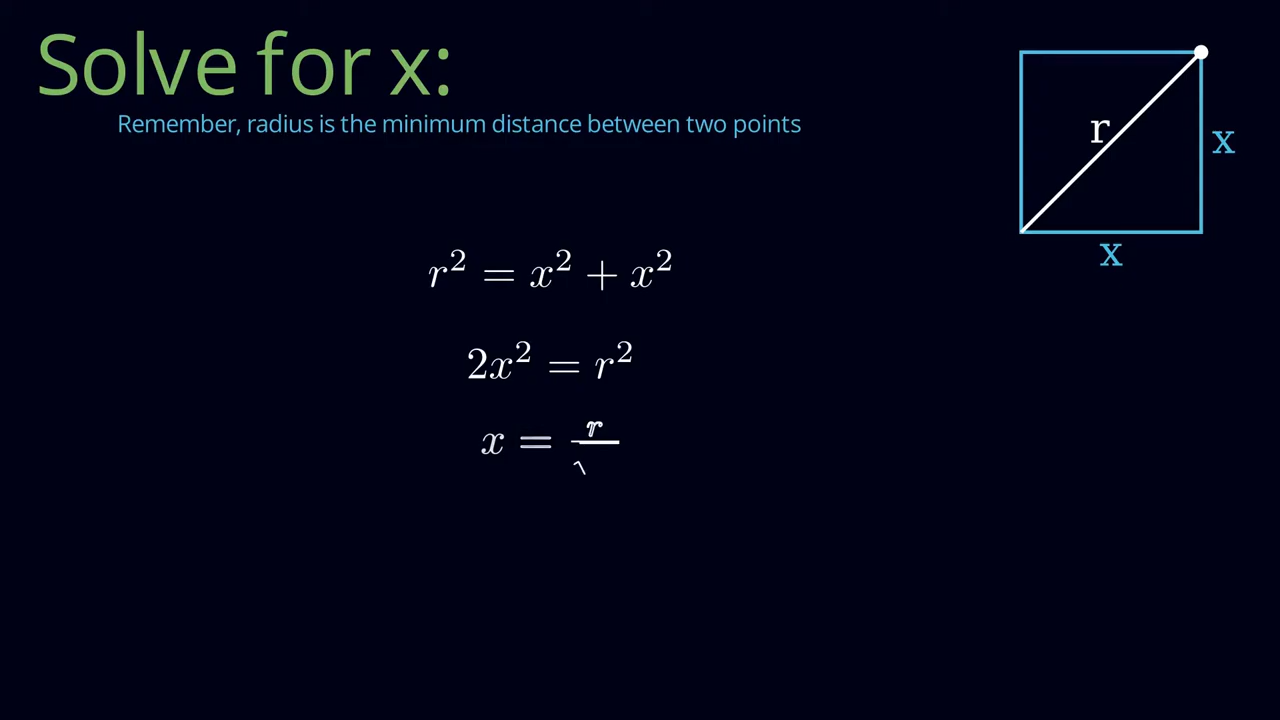 Solve for x:
Remember, radius is the minimum distance between two points
r
x
x
r² = x² + x²
2x² = r²
x = r